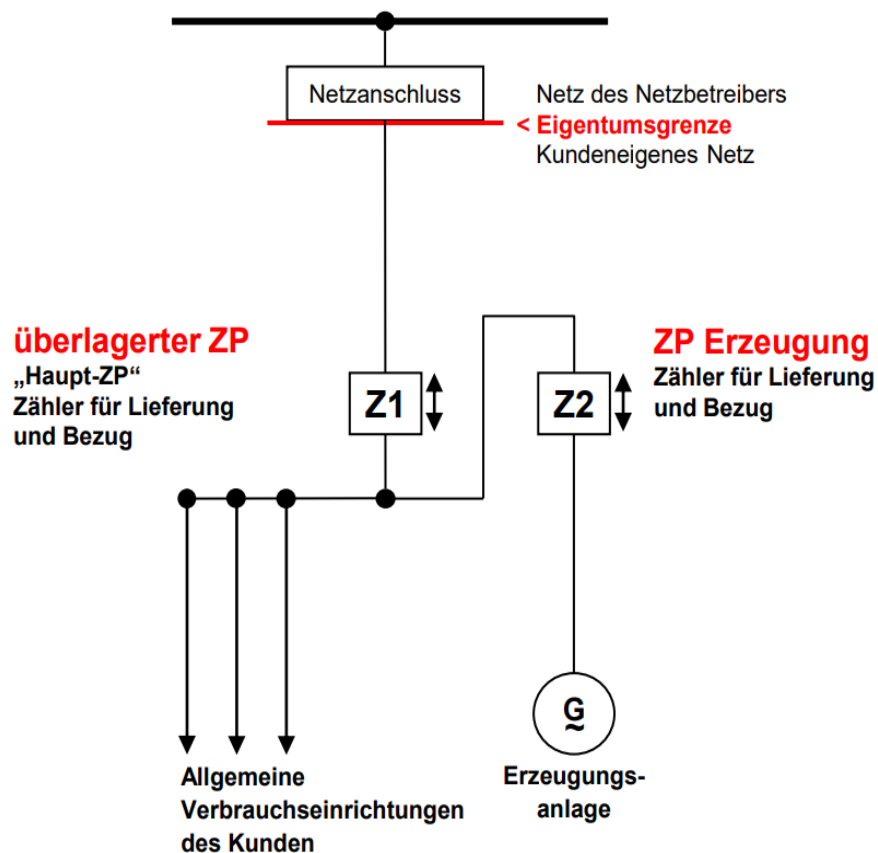 Netzanschluss
Netz des Netzbetreibers
< Eigentumsgrenze
Kundeneigenes Netz
überlagerter ZP
„Haupt-ZP“
Zähler für Lieferung
und Bezug
Z1
Z2
ZP Erzeugung
Zähler für Lieferung
und Bezug
G
~
Allgemeine
Verbrauchseinrichtungen
des Kunden
Erzeugungs-
anlage